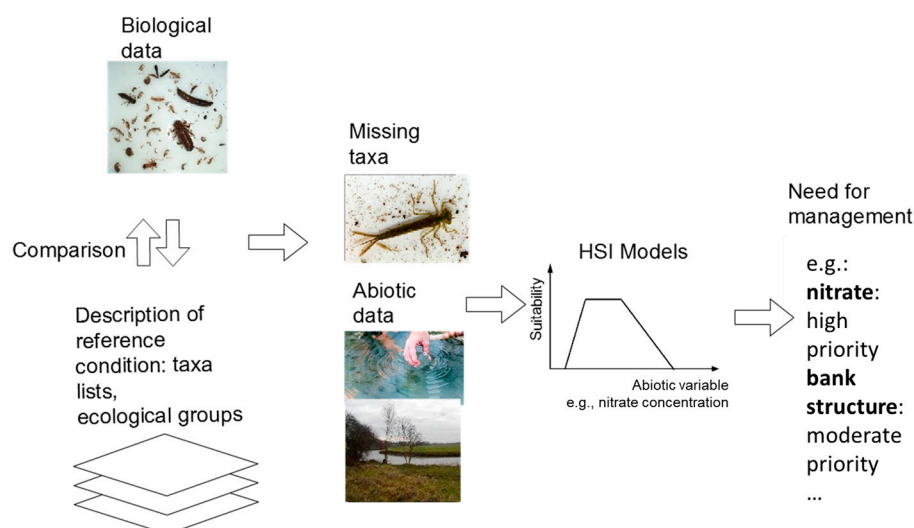 Biological
data
Comparison
Description of
reference
condition: taxa
lists,
ecological groups
Missing
taxa
Abiotic
data
HSI Models
Suitability
Abiotic variable
e.g., nitrate concentration
Need for
management
e.g.:
nitrate:
high
priority
bank
structure:
moderate
priority
...